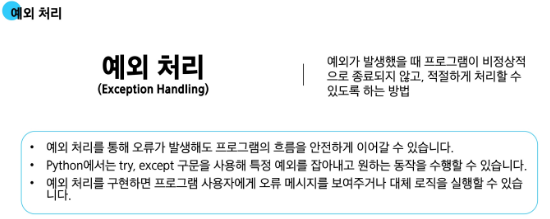 예외 처리
예외 처리
(Exception Handling)
예외가 발생했을 때 프로그램이 비정상적
으로 종료되지 않고, 적절하게 처리할 수
있도록 하는 방법
• 예외 처리를 통해 오류가 발생해도 프로그램의 흐름을 안전하게 이어갈 수 있습니다.
• Python에서는 try, except 구문을 사용해 특정 예외를 잡아내고 원하는 동작을 수행할 수 있습니다.
• 예외 처리를 구현하면 프로그램 사용자에게 오류 메시지를 보여주거나 대체 로직을 실행할 수 있습
니다.